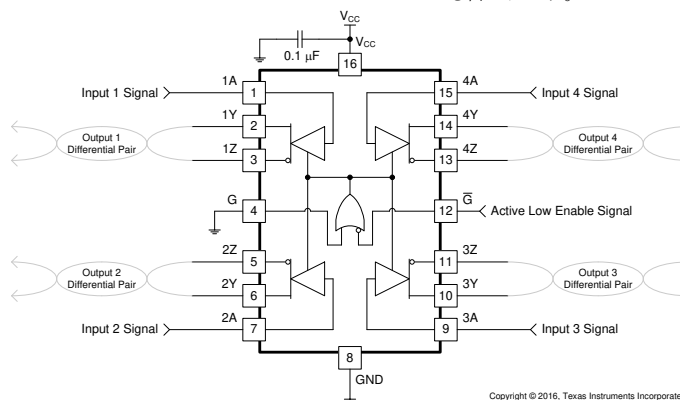 VCC
VCC
0.1 μF
16
1A
4A
Input 1 Signal
1
15
Input 4 Signal
1Y
4Y
2
14
Output 1
Differential Pair
Output 4
Differential Pair
1Z
4Z
3
13
G
G̅
4
12
Active Low Enable Signal
2Z
3Z
5
11
Output 2
Differential Pair
Output 3
Differential Pair
2Y
3Y
6
10
2A
3A
Input 2 Signal
7
9
Input 3 Signal
8
GND
Copyright © 2016, Texas Instruments Incorporate